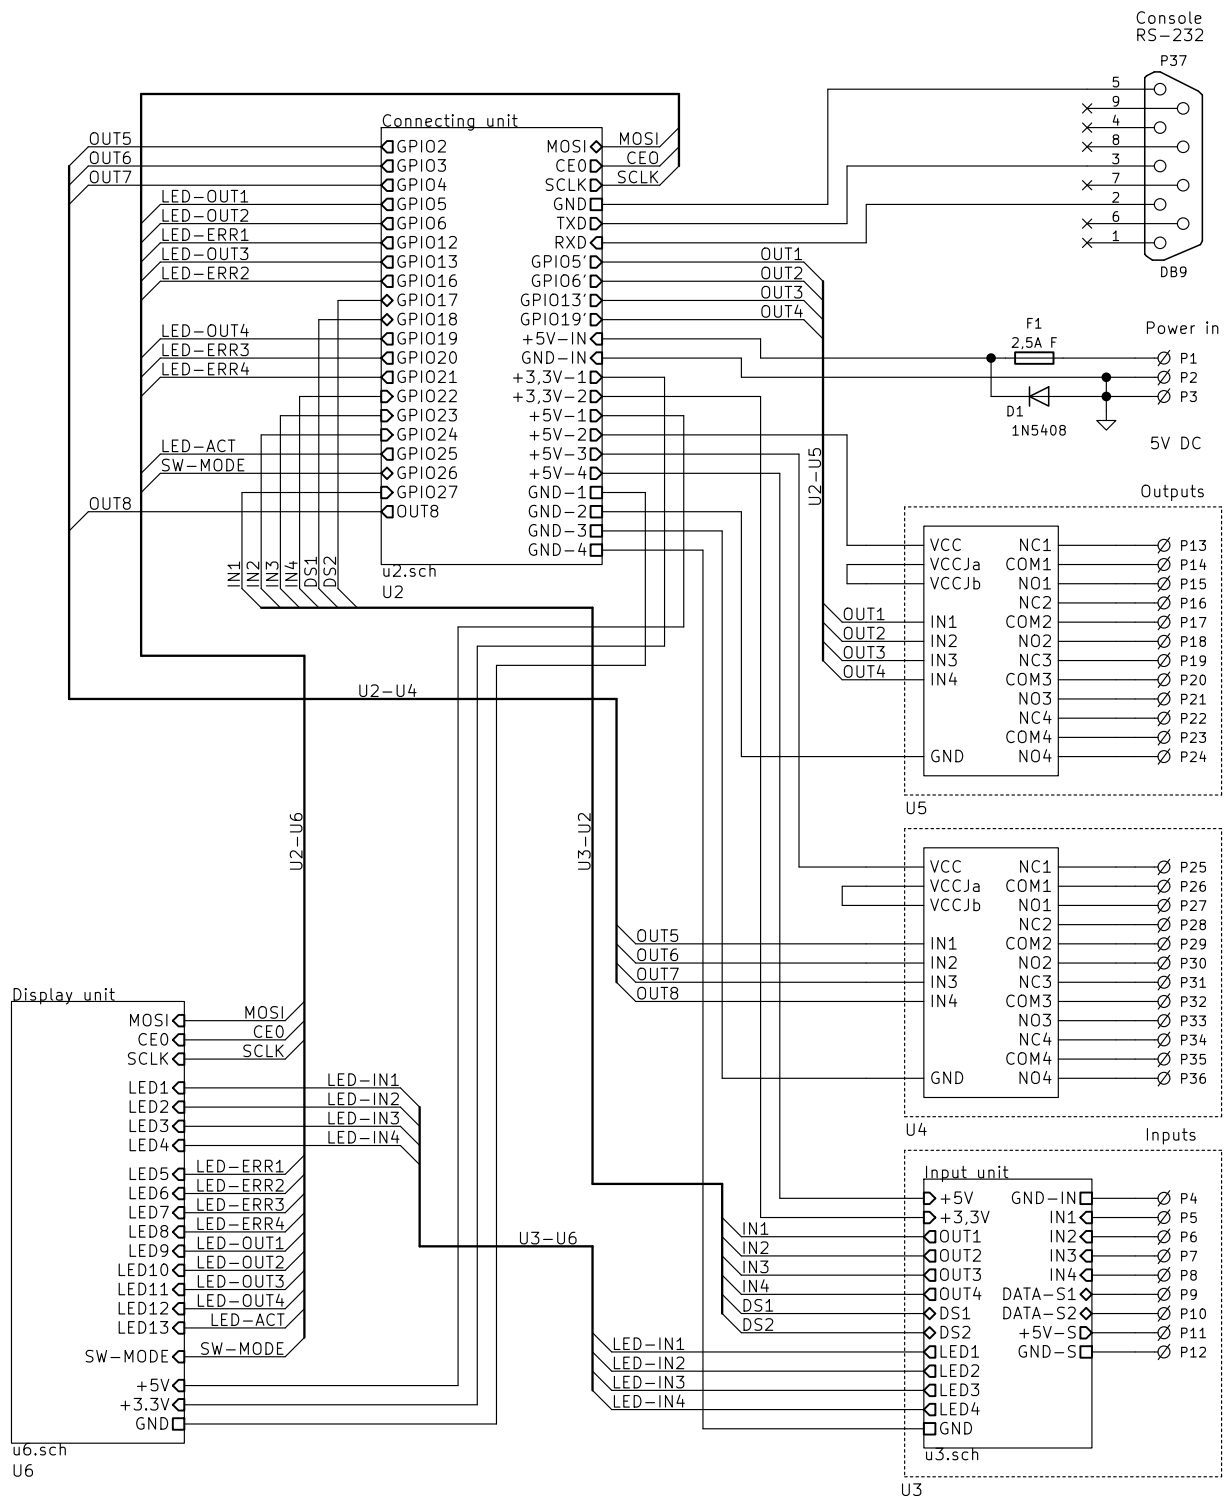 Console
RS-232
P37
5
9
4
8
3
7
2
6
1
DB9
Connecting unit
OUT5
OUT6
OUT7
LED-OUT1
LED-OUT2
LED-ERR1
LED-OUT3
LED-ERR2
LED-OUT4
LED-ERR3
LED-ERR4
LED-ACT
SW-MODE
OUT8
GPIO2
GPIO3
GPIO4
GPIO5
GPIO6
GPIO12
GPIO13
GPIO16
GPIO17
GPIO18
GPIO19
GPIO20
GPIO21
GPIO22
GPIO23
GPIO24
GPIO25
GPIO26
GPIO27
OUT8
MOSI
CE0
SCLK
GND
TXD
RXD
GPIO5'
GPIO6'
GPIO13'
GPIO19'
+5V-IN
GND-IN
+3,3V-1
+3,3V-2
+5V-1
+5V-2
+5V-3
+5V-4
GND-1
GND-2
GND-3
GND-4
MOSI
CEO
SCLK
OUT1
OUT2
OUT3
OUT4
u2.sch
U2
IN1
IN2
IN3
IN4
DS1
DS2
F1
2,5A F
D1
1N5408
Power in
P1
P2
P3
5V DC
U2-U5
U2-U4
U2-U6
U3-U2
U3-U6
Outputs
VCC
VCCJa
VCCJb
IN1
IN2
IN3
IN4
GND
OUT1
OUT2
OUT3
OUT4
NC1
COM1
NO1
NC2
COM2
NO2
NC3
COM3
NO3
NC4
COM4
NO4
P13
P14
P15
P16
P17
P18
P19
P20
P21
P22
P23
P24
U5
VCC
VCCJa
VCCJb
IN1
IN2
IN3
IN4
GND
OUT5
OUT6
OUT7
OUT8
NC1
COM1
NO1
NC2
COM2
NO2
NC3
COM3
NO3
NC4
COM4
NO4
P25
P26
P27
P28
P29
P30
P31
P32
P33
P34
P35
P36
U4
Display unit
MOSI
CE0
SCLK
LED1
LED2
LED3
LED4
LED5
LED6
LED7
LED8
LED9
LED10
LED11
LED12
LED13
SW-MODE
+5V
+3.3V
GND
MOSI
CE0
SCLK
LED-IN1
LED-IN2
LED-IN3
LED-IN4
LED-ERR1
LED-ERR2
LED-ERR3
LED-ERR4
LED-OUT1
LED-OUT2
LED-OUT3
LED-OUT4
LED-ACT
SW-MODE
u6.sch
U6
Inputs
Input unit
IN1
IN2
IN3
IN4
DS1
DS2
LED-IN1
LED-IN2
LED-IN3
LED-IN4
+5V
+3,3V
OUT1
OUT2
OUT3
OUT4
DS1
DS2
LED1
LED2
LED3
LED4
GND
GND-IN
IN1
IN2
IN3
IN4
DATA-S1
DATA-S2
+5V-S
GND-S
P4
P5
P6
P7
P8
P9
P10
P11
P12
u3.sch
U3